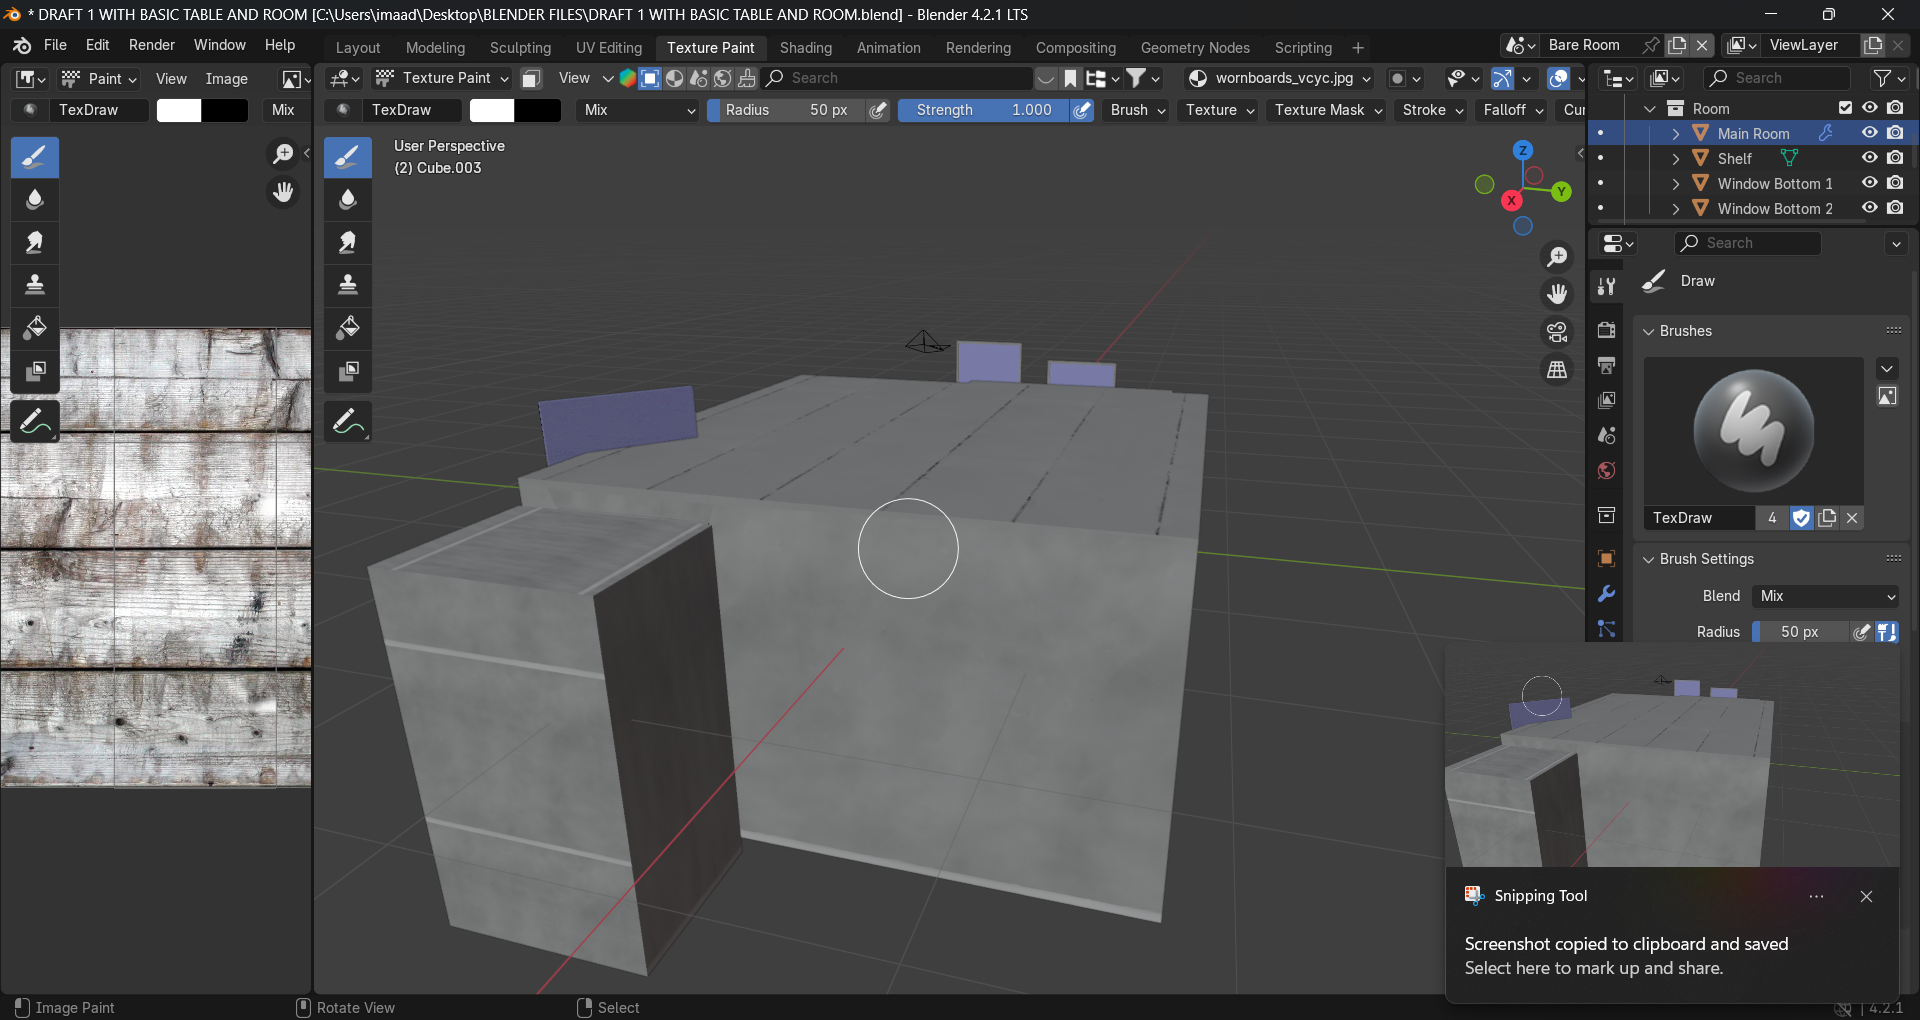 * DRAFT 1 WITH BASIC TABLE AND ROOM [C:\Users\imaad\Desktop\BLENDER FILES\DRAFT 1 WITH BASIC TABLE AND ROOM.blend] - Blender 4.2.1 LTS
File Edit Render Window Help Layout Modeling Sculpting UV Editing Texture Paint Shading Animation Rendering Compositing Geometry Nodes Scripting + Bare Room ViewLayer
Paint View Image Texture Paint View Search wornboards_vcyc.jpg Search
TexDraw Mix TexDraw Mix Radius 50 px Strength 1.000 Brush Texture Texture Mask Stroke Falloff Cur
Room
Main Room
Shelf
Window Bottom 1
Window Bottom 2
User Perspective
(2) Cube.003
Z
Y
X
Search
Draw
Brushes
TexDraw 4
Brush Settings
Blend Mix
Radius 50 px
Snipping Tool
Screenshot copied to clipboard and saved
Select here to mark up and share.
Image Paint Rotate View Select 4.2.1